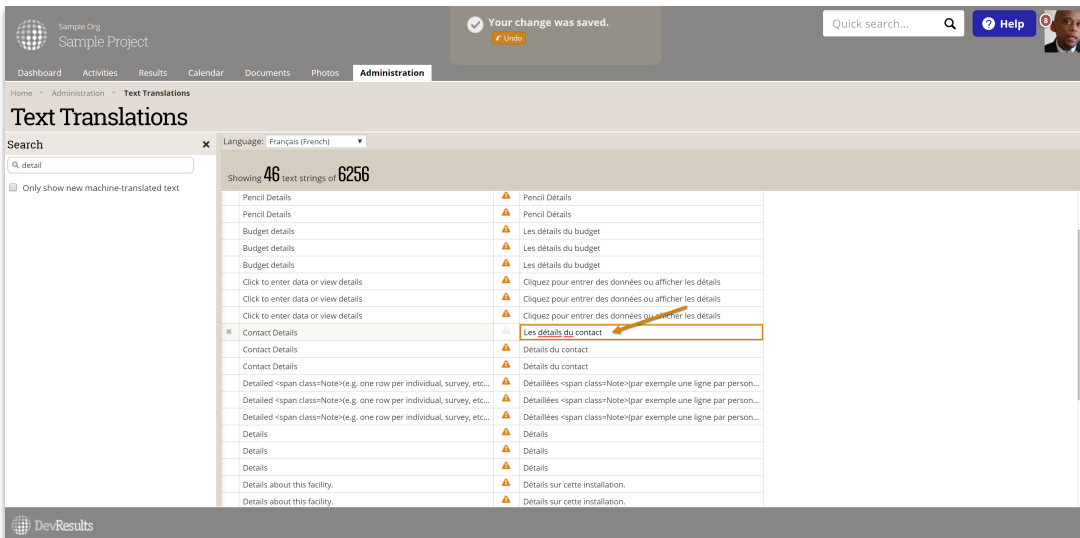 Sample Org
Sample Project
Your change was saved.
Undo
Quick search...
? Help
8
Dashboard Activities Results Calendar Documents Photos Administration
Home Administration Text Translations
Text Translations
Search
detail
Only show new machine-translated text
Language: Français (French)
Showing 46 text strings of 6256
Pencil Details Pencil Détails
Pencil Details Pencil Détails
Budget details Les détails du budget
Budget details Les détails du budget
Budget details Les détails du budget
Click to enter data or view details Cliquez pour entrer des données ou afficher les détails
Click to enter data or view details Cliquez pour entrer des données ou afficher les détails
Click to enter data or view details Cliquez pour entrer des données ou afficher les détails
Contact Details Les détails du contact
Contact Details Détails du contact
Contact Details Détails du contact
Detailed <span class=Note>(e.g. one row per individual, survey, etc... Détaillées <span class=Note>(par exemple une ligne par person...
Detailed <span class=Note>(e.g. one row per individual, survey, etc... Détaillées <span class=Note>(par exemple une ligne par person...
Detailed <span class=Note>(e.g. one row per individual, survey, etc... Détaillées <span class=Note>(par exemple une ligne par person...
Details Détails
Details Détails
Details Détails
Details about this facility. Détails sur cette installation.
Details about this facility. Détails sur cette installation.
DevResults